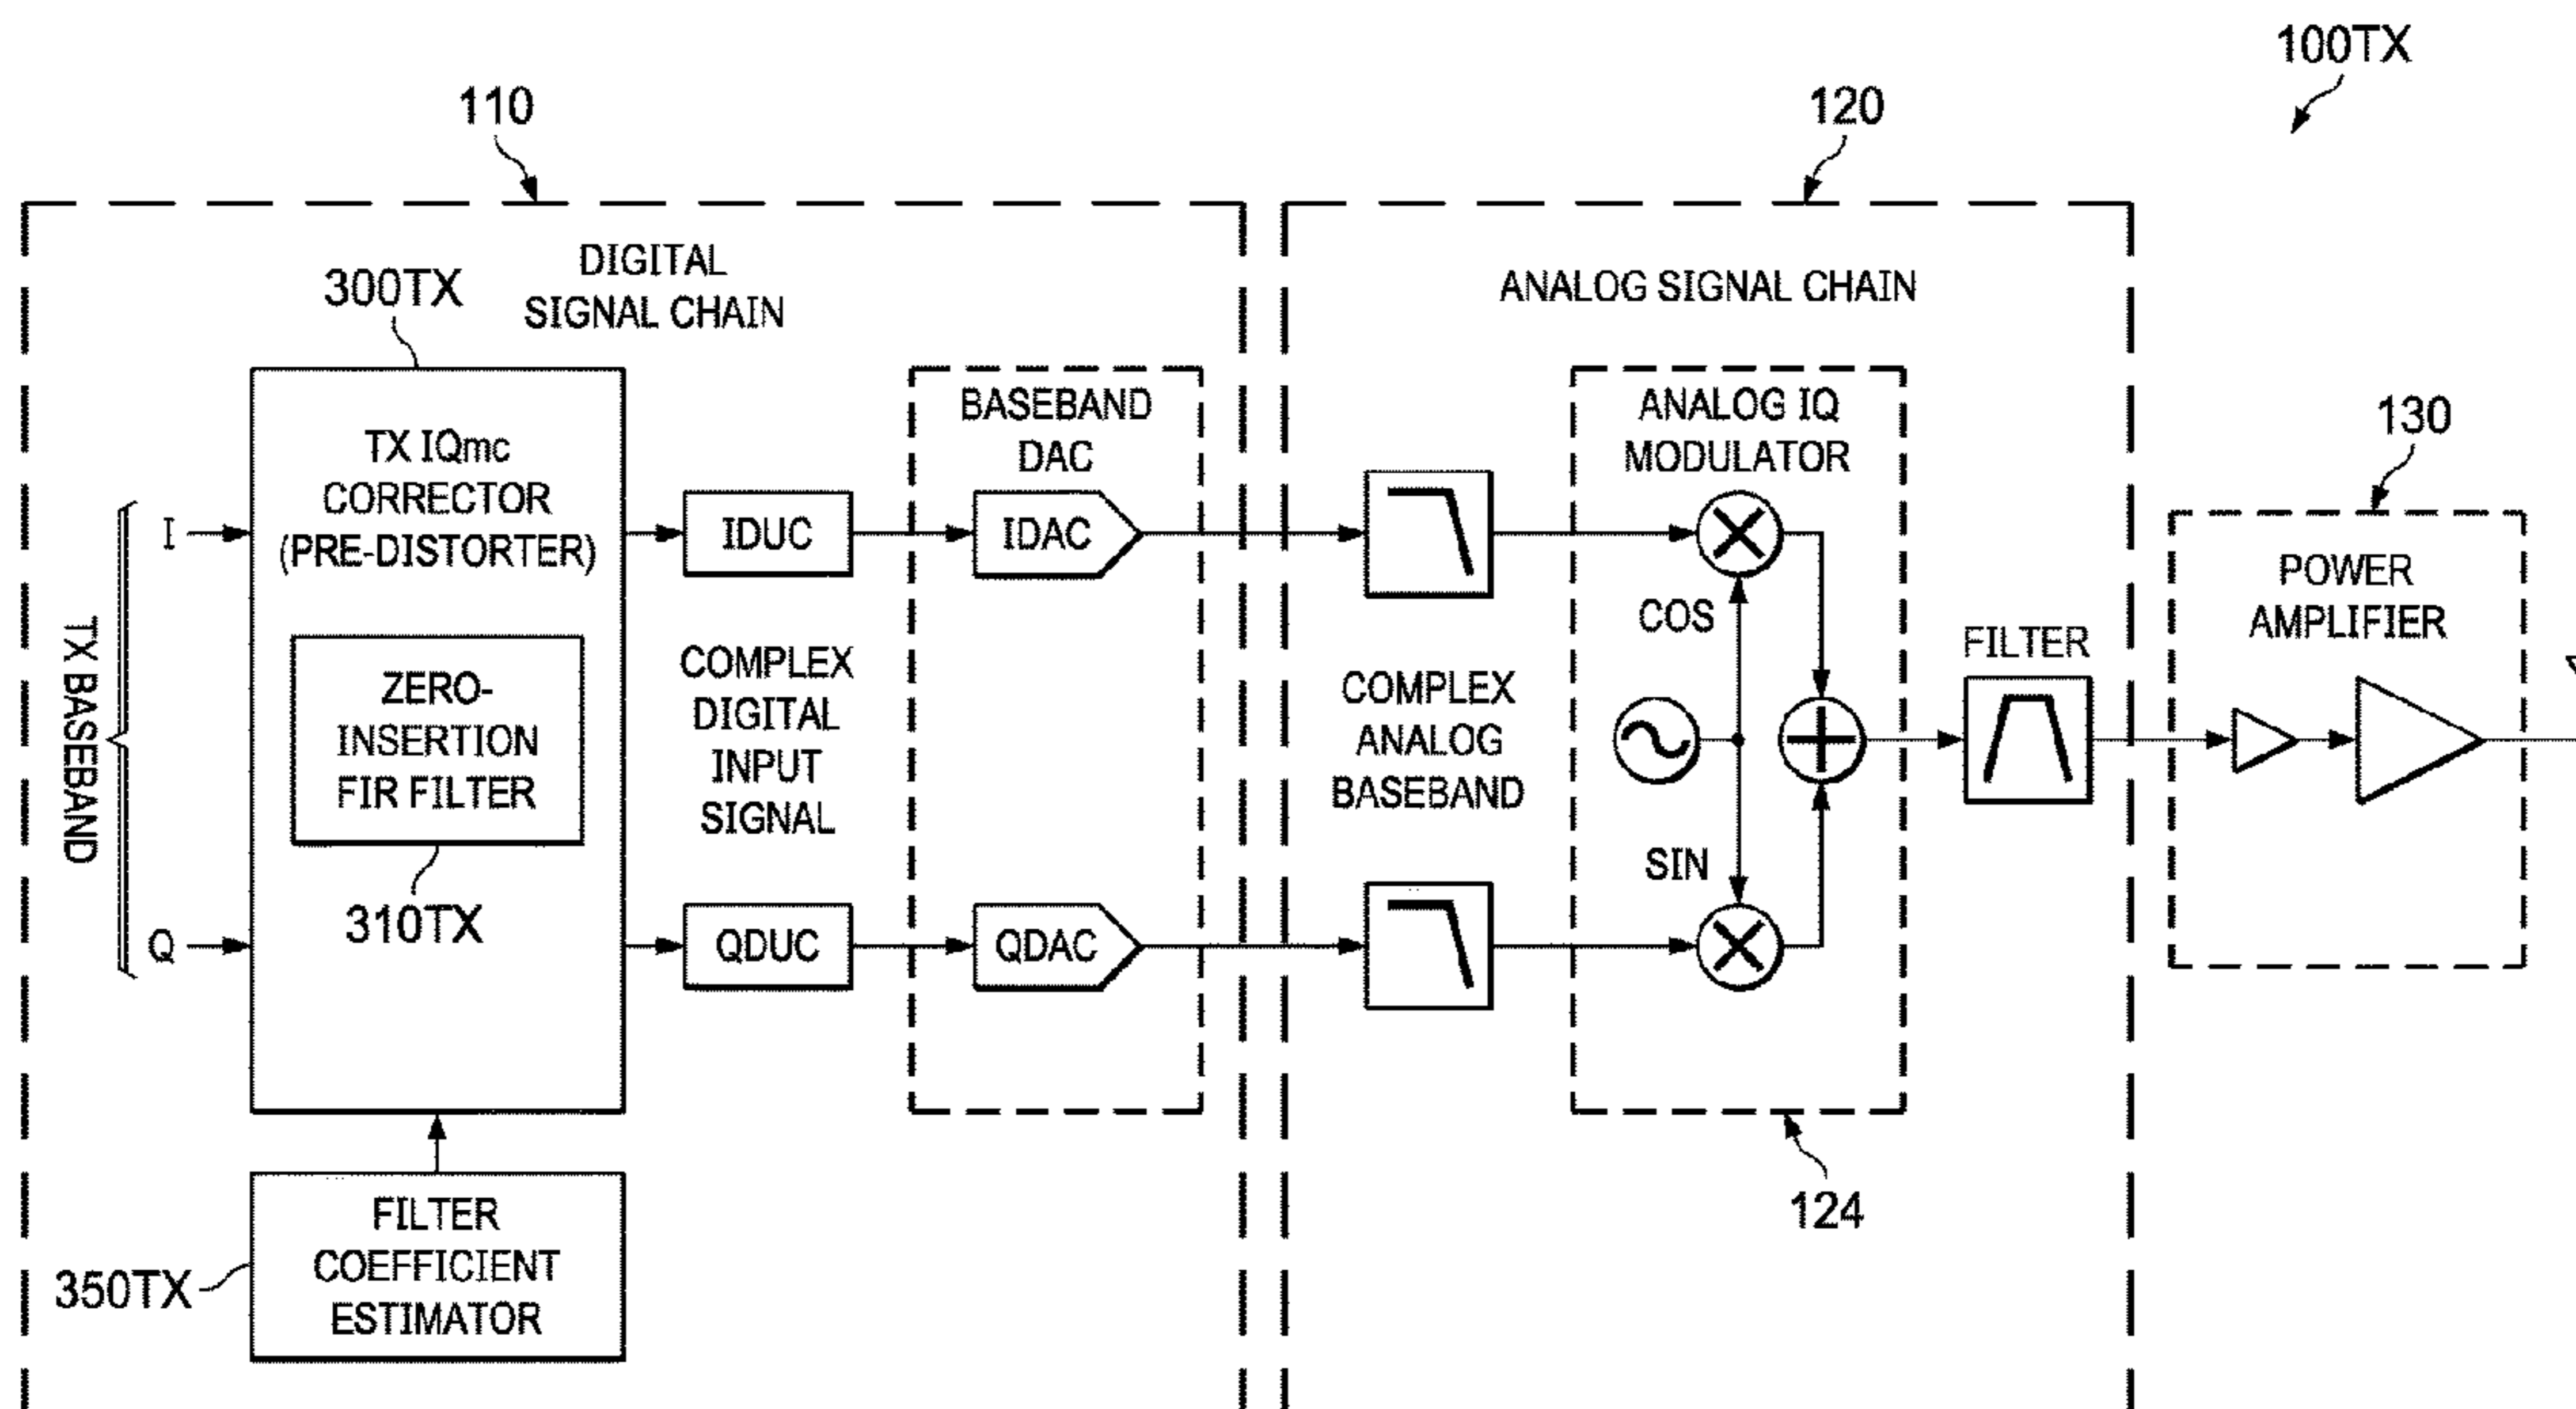 100TX
110
120
DIGITAL
SIGNAL CHAIN
300TX
ANALOG SIGNAL CHAIN
TX IQmc
CORRECTOR
(PRE-DISTORTER)
BASEBAND
DAC
ANALOG IQ
MODULATOR
130
POWER
AMPLIFIER
TX BASEBAND
I
IDUC
IDAC
COS
FILTER
ZERO-
INSERTION
FIR FILTER
310TX
COMPLEX
DIGITAL
INPUT
SIGNAL
COMPLEX
ANALOG
BASEBAND
SIN
Q
QDUC
QDAC
124
350TX
FILTER
COEFFICIENT
ESTIMATOR